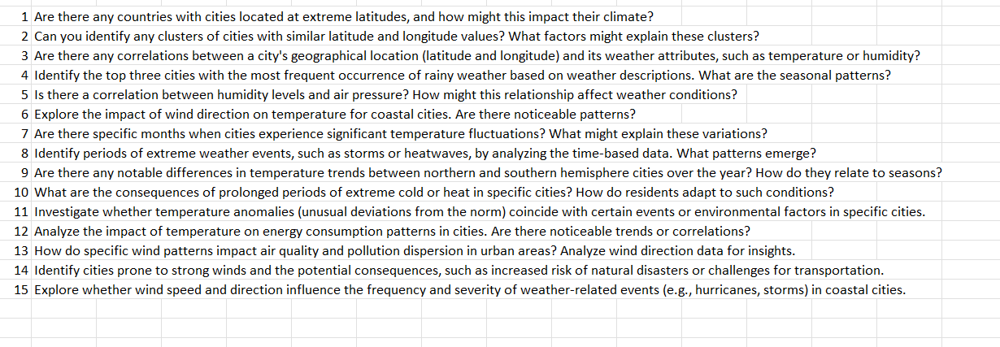 1 Are there any countries with cities located at extreme latitudes, and how might this impact their climate?
2 Can you identify any clusters of cities with similar latitude and longitude values? What factors might explain these clusters?
3 Are there any correlations between a city's geographical location (latitude and longitude) and its weather attributes, such as temperature or humidity?
4 Identify the top three cities with the most frequent occurrence of rainy weather based on weather descriptions. What are the seasonal patterns?
5 Is there a correlation between humidity levels and air pressure? How might this relationship affect weather conditions?
6 Explore the impact of wind direction on temperature for coastal cities. Are there noticeable patterns?
7 Are there specific months when cities experience significant temperature fluctuations? What might explain these variations?
8 Identify periods of extreme weather events, such as storms or heatwaves, by analyzing the time-based data. What patterns emerge?
9 Are there any notable differences in temperature trends between northern and southern hemisphere cities over the year? How do they relate to seasons?
10 What are the consequences of prolonged periods of extreme cold or heat in specific cities? How do residents adapt to such conditions?
11 Investigate whether temperature anomalies (unusual deviations from the norm) coincide with certain events or environmental factors in specific cities.
12 Analyze the impact of temperature on energy consumption patterns in cities. Are there noticeable trends or correlations?
13 How do specific wind patterns impact air quality and pollution dispersion in urban areas? Analyze wind direction data for insights.
14 Identify cities prone to strong winds and the potential consequences, such as increased risk of natural disasters or challenges for transportation.
15 Explore whether wind speed and direction influence the frequency and severity of weather-related events (e.g., hurricanes, storms) in coastal cities.